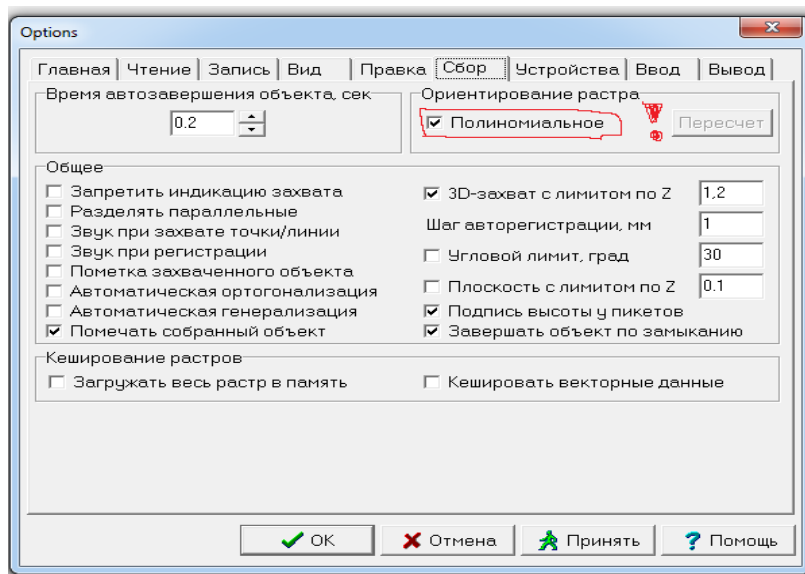 Options
Главная Чтение Запись Вид Правка Сбор Устройства Ввод Вывод
Время автозавершения объекта, сек
0.2
Ориентирование растра
Полиномиальное
Пересчет
Общее
Запретить индикацию захвата
Разделять параллельные
Звук при захвате точки/линии
Звук при регистрации
Пометка захваченного объекта
Автоматическая ортогонализация
Автоматическая генерализация
Помечать собранный объект
3D-захват с лимитом по Z 1,2
Шаг авторегистрации, мм 1
Угловой лимит, град 30
Плоскость с лимитом по Z 0.1
Подпись высоты у пикетов
Завершать объект по замыканию
Кеширование растров
Загружать весь растр в память
Кешировать векторные данные
OK Отмена Принять Помощь